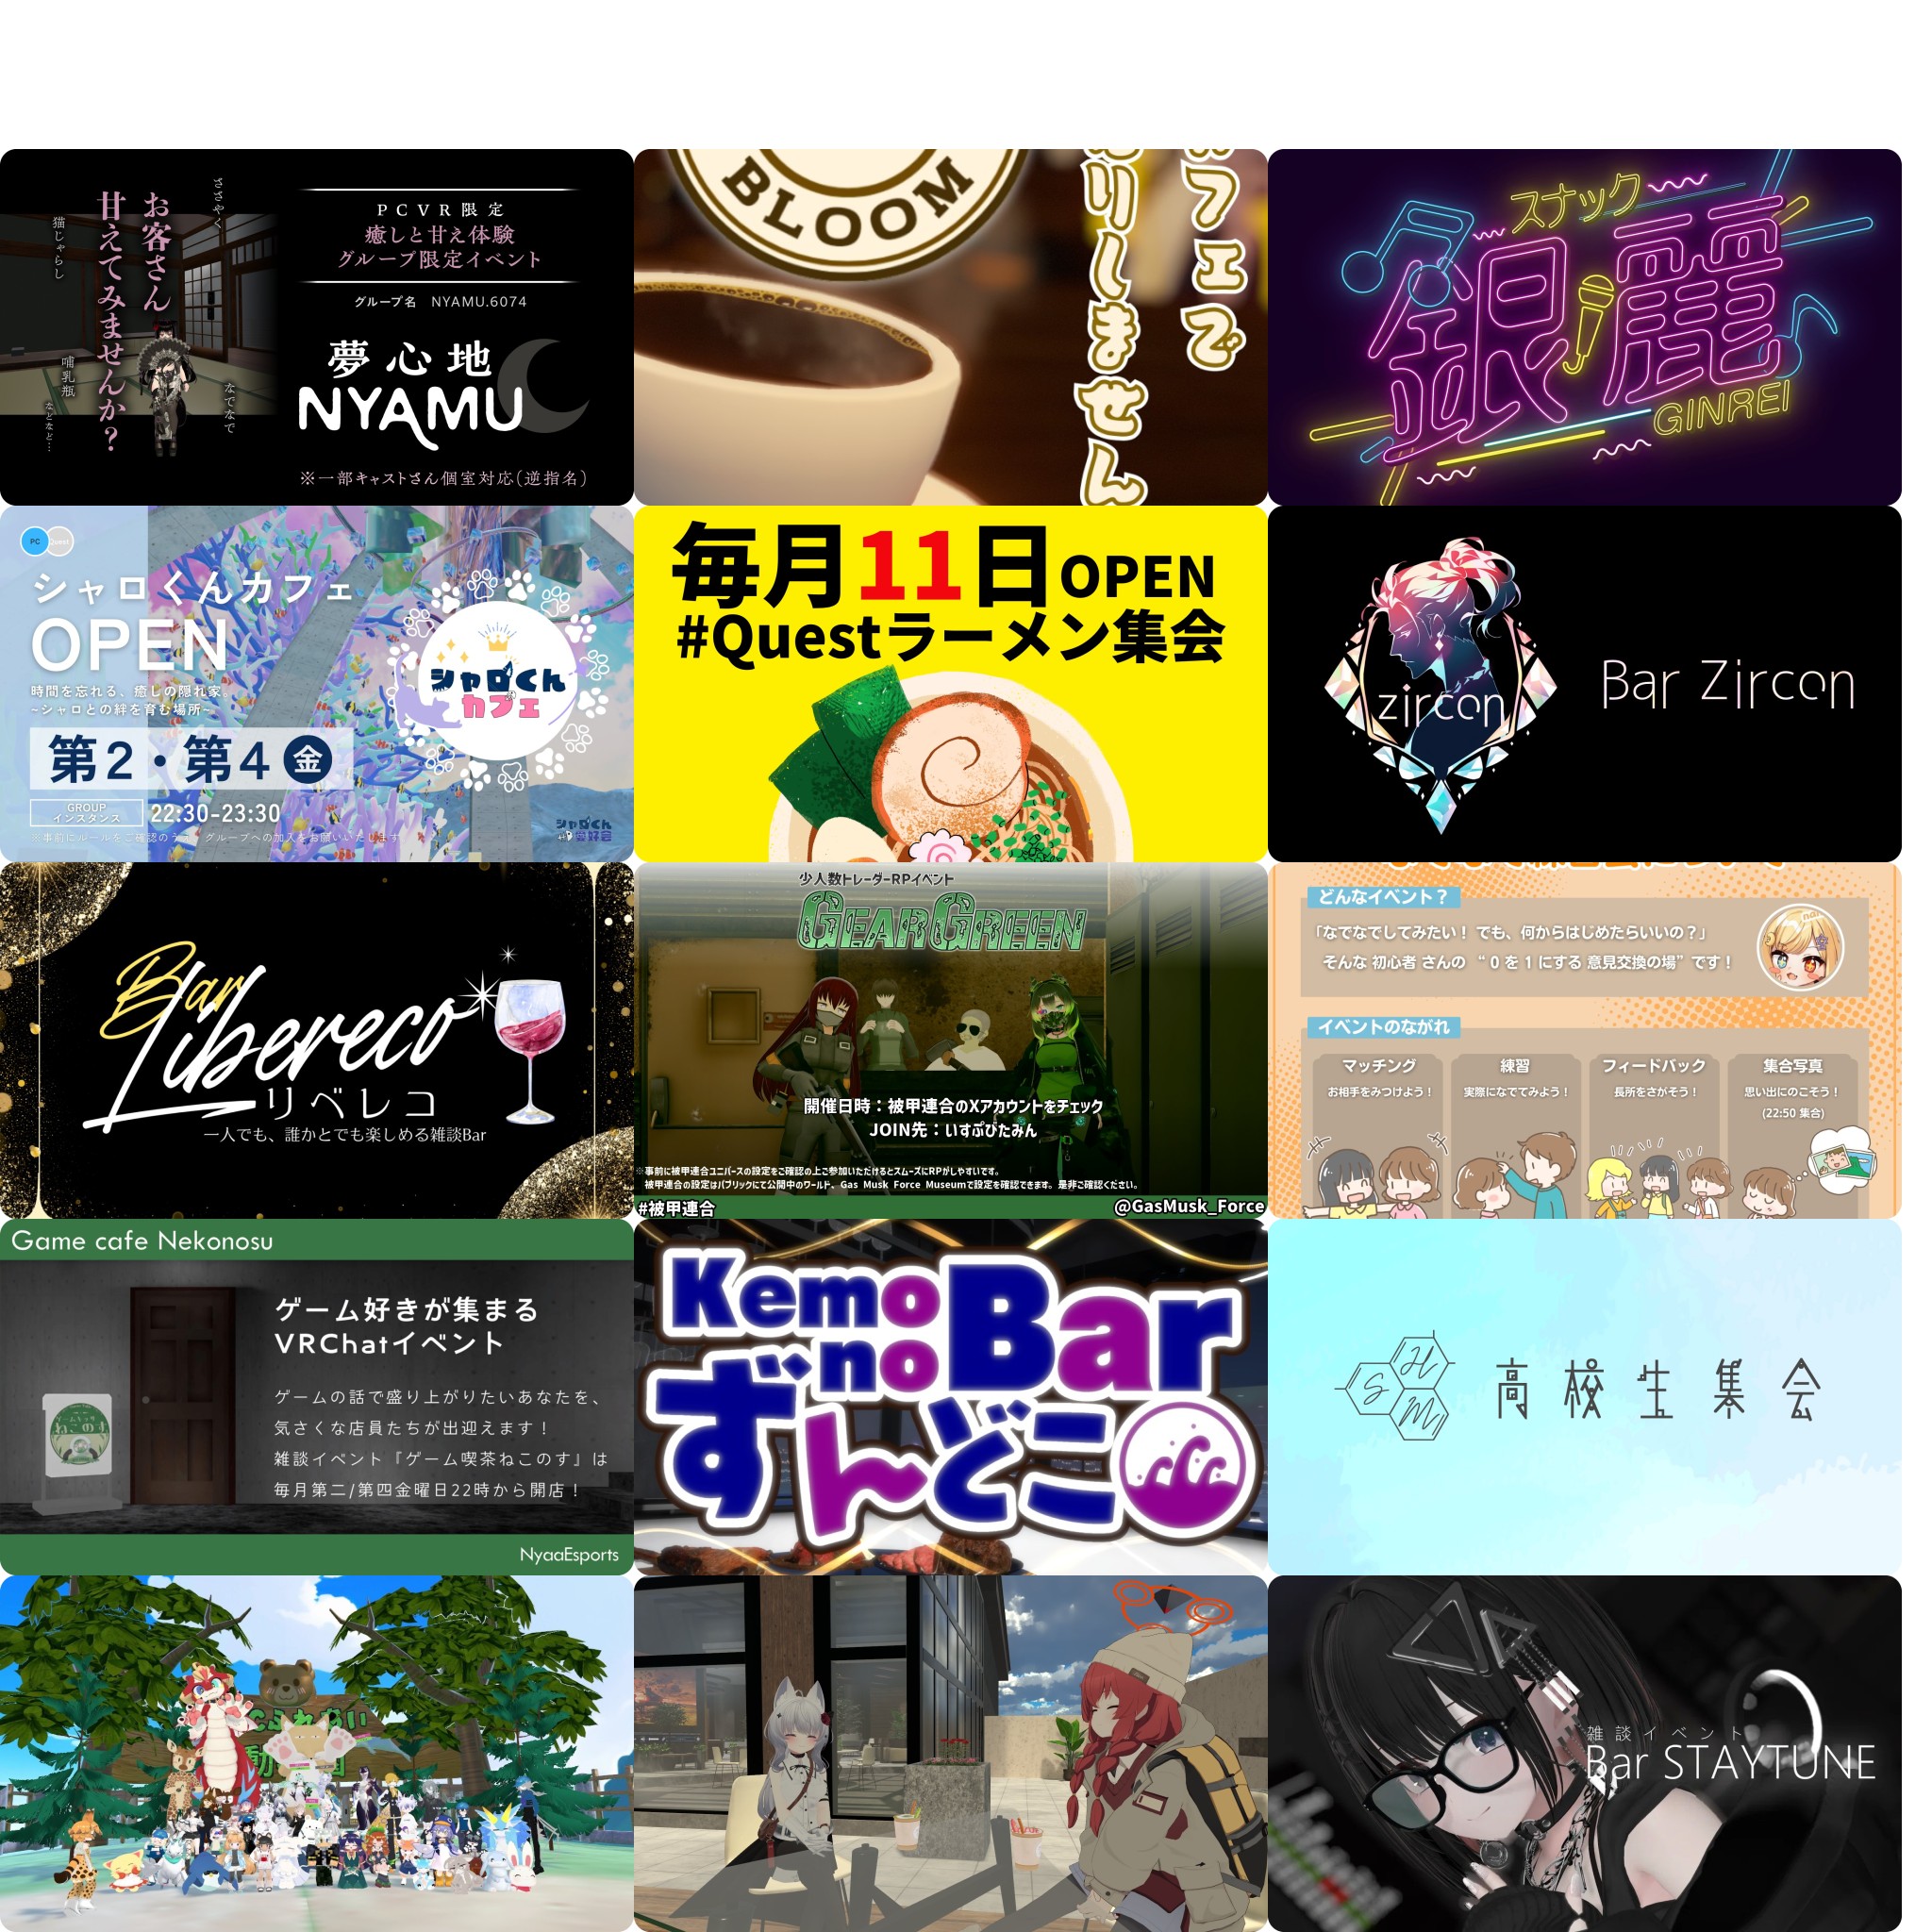 お客さん
甘えてみませんか？
ささやく
猫じゃらし
哺乳瓶
なでなで
などなど…
PCVR限定
癒しと甘え体験
グループ限定イベント
グループ名 NYAMU.6074
夢心地
NYAMU
※一部キャストさん個室対応(逆指名)
BLOOM
フェで
りしません
スナック
銀麗
GINREI
PC
Quest
シャロくんカフェ
OPEN
時間を忘れる、癒しの隠れ家。
~シャロとの絆を育む場所~
第2・第4 金
GROUP
インスタンス
22:30-23:30
※事前にルールをご確認のうえ、グループへの加入をお願いいたします
シャロくん
カフェ
シャロくん
毎月11日OPEN
#Questラーメン集会
zircon
Bar Zircon
Bar
Libereco
リベレコ
一人でも、誰かとでも楽しめる雑談Bar
少人数トレーダーRPイベント
GEARGREEN
開催日時：被甲連合のXアカウントをチェック
JOIN先：いすぷぴたみん
※事前に被甲連合ユニバースの設定をご確認の上ご参加いただけるとスムーズにRPがしやすいです。
被甲連合の設定はパブリックにて公開中のワールド、Gas Musk Force Museumで設定を確認できます。是非ご確認ください。
#被甲連合
@GasMusk_Force
どんなイベント？
「なでなでしてみたい！ でも、何からはじめたらいいの？」
そんな 初心者 さんの “ 0 を 1 にする 意見交換の場” です！
イベントのながれ
マッチング
お相手をみつけよう！
練習
実際になでてみよう！
フィードバック
長所をさがそう！
集合写真
思い出にのこそう！
(22:50 集合)
Game cafe Nekonosu
ゲーム好きが集まる
VRChatイベント
ゲームの話で盛り上がりたいあなたを、
気さくな店員たちが出迎えます！
雑談イベント『ゲーム喫茶ねこのす』は
毎月第二/第四金曜日22時から開店！
ねこのす
NyaaEsports
Kemo
no
Bar
ずんどこ
HSM
高校生集会
ふれあい
動
雑談イベント
Bar STAYTUNE